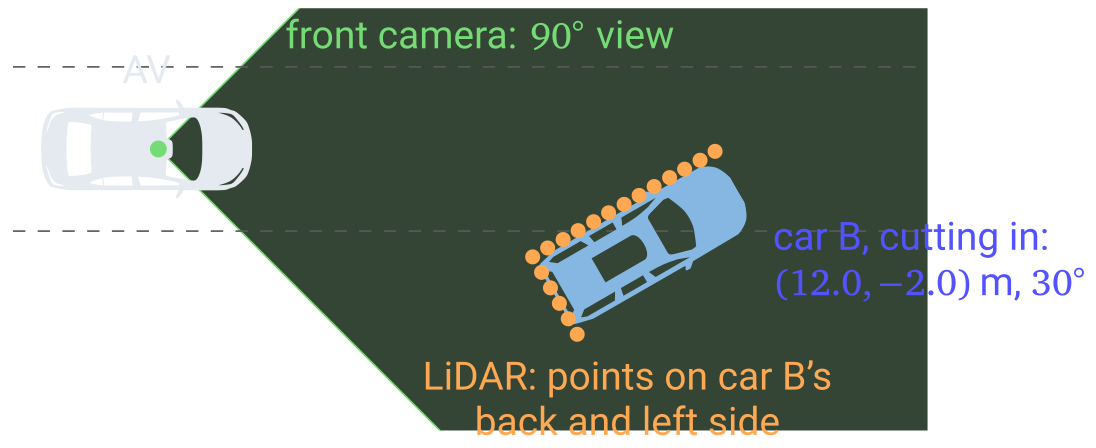 front camera: 90° view
AV
car B, cutting in:
(12.0, −2.0) m, 30°
LiDAR: points on car B’s
back and left side